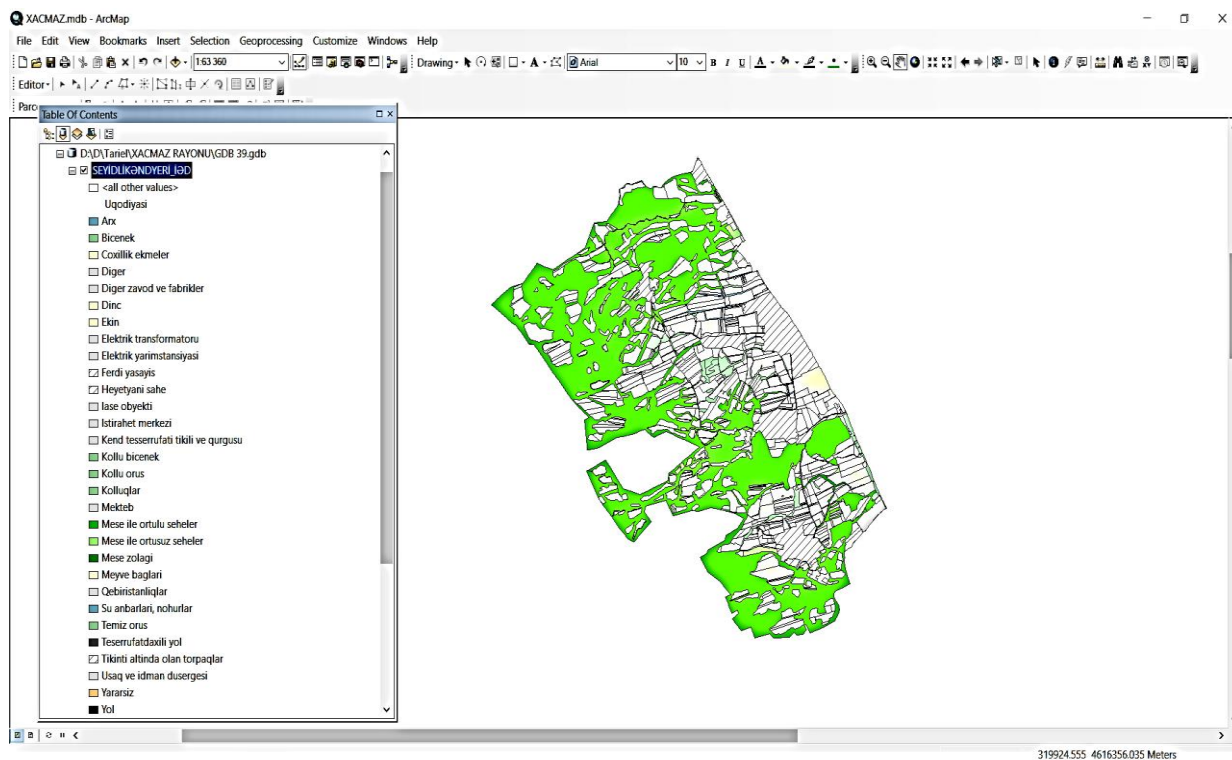 XACMAZ.mdb - ArcMap
File Edit View Bookmarks Insert Selection Geoprocessing Customize Windows Help
1:63 360 Drawing Arial 10 B I U A
Editor
Parc
Table Of Contents
D:\D\Tariel\XACMAZ RAYONU\GDB 39.gdb
SEYİDLİKƏNDYERİ_İƏD
<all other values>
Uqodiyasi
Arx
Bicenek
Coxillik ekmeler
Diger
Diger zavod ve fabrikler
Dinc
Ekin
Elektrik transformatoru
Elektrik yarimstansiyasi
Ferdi yasayis
Heyetyani sahe
Iase obyekti
Istirahet merkezi
Kend tesserrufati tikili ve qurgusu
Kollu bicenek
Kollu orus
Kolluqlar
Mekteb
Mese ile ortulu seheler
Mese ile ortusuz seheler
Mese zolagi
Meyve baglari
Qebiristanliqlar
Su anbarlari, nohurlar
Temiz orus
Teserrufatdaxili yol
Tikinti altinda olan torpaqlar
Usaq ve idman dusergesi
Yararsiz
Yol
319924.555 4616356.035 Meters